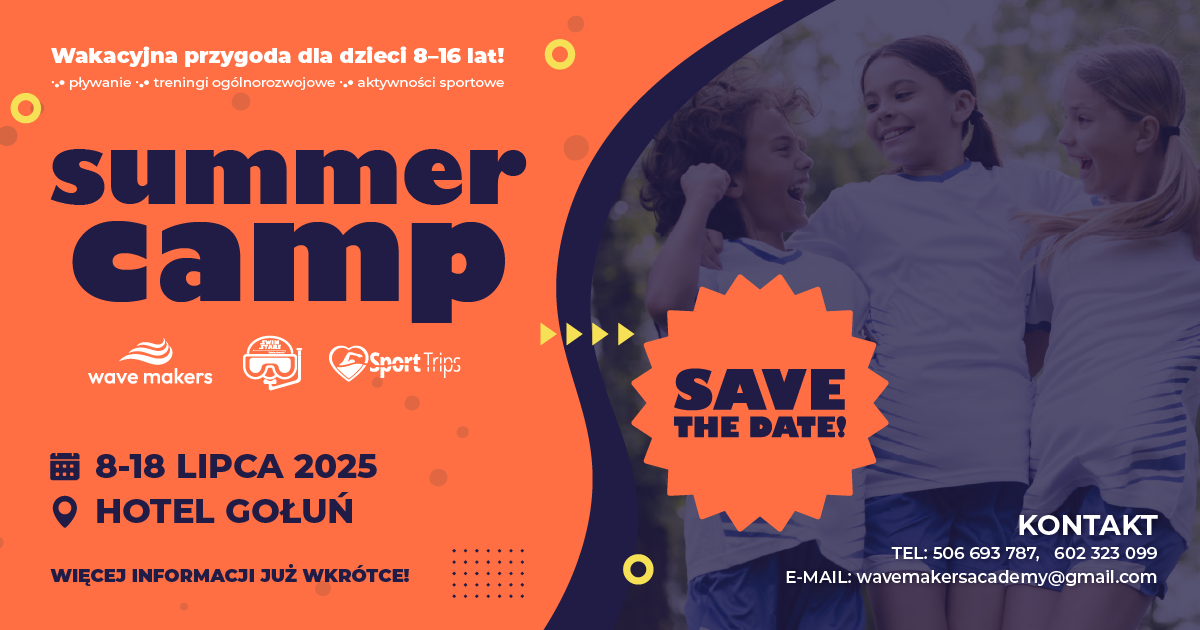 Wakacyjna przygoda dla dzieci 8–16 lat!
pływanie treningi ogólnorozwojowe aktywności sportowe
summer
camp
wave makers
SWIM
STARS
Sport Trips
8-18 LIPCA 2025
HOTEL GOŁUŃ
WIĘCEJ INFORMACJI JUŻ WKRÓTCE!
SAVE
THE DATE!
KONTAKT
TEL: 506 693 787, 602 323 099
E-MAIL: wavemakersacademy@gmail.com